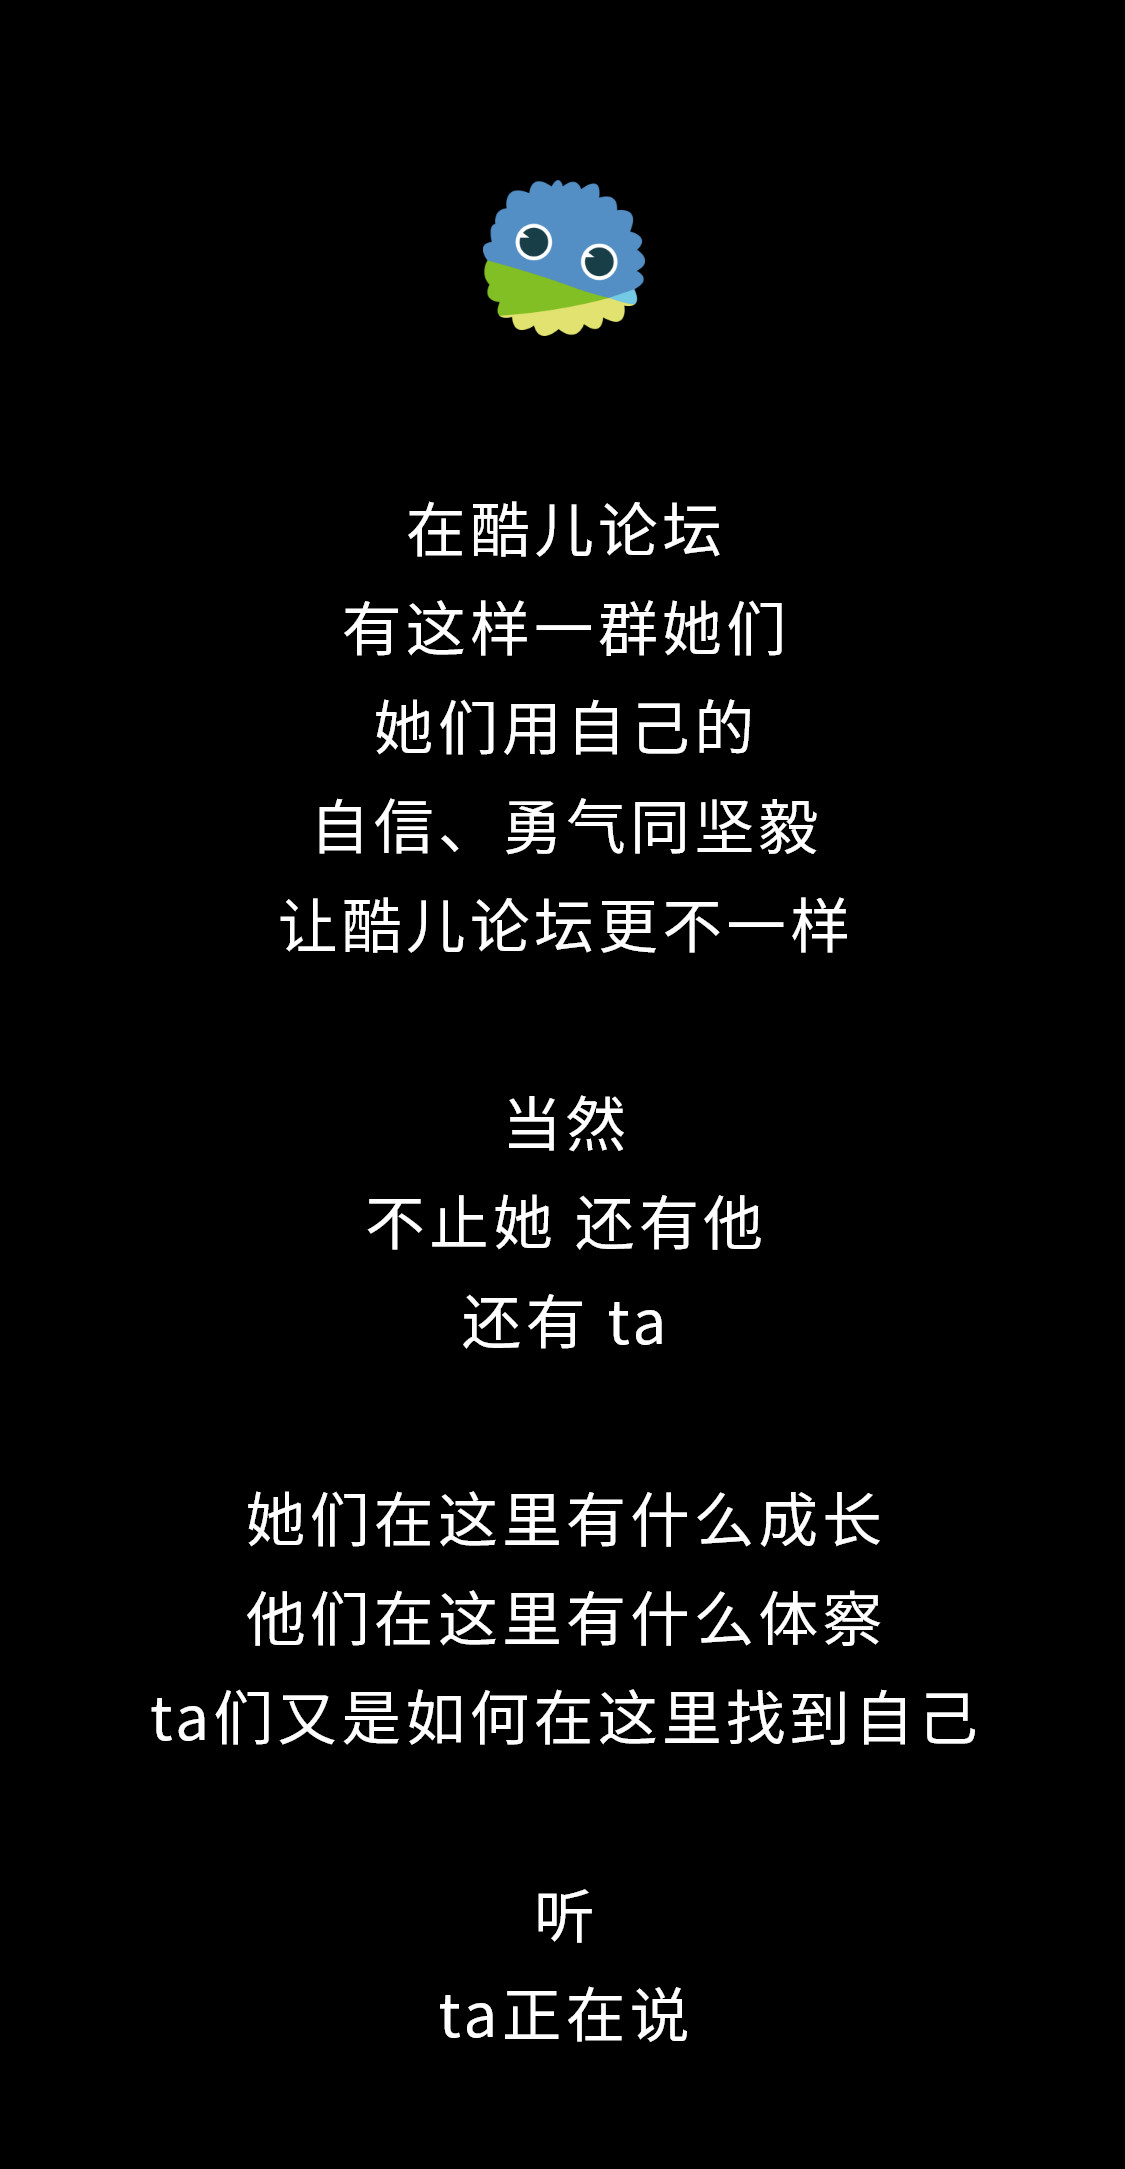 在酷儿论坛
有这样一群她们
她们用自己的
自信、勇气同坚毅
让酷儿论坛更不一样
当然
不止她 还有他
还有 ta
她们在这里有什么成长
他们在这里有什么体察
ta们又是如何在这里找到自己
听
ta正在说